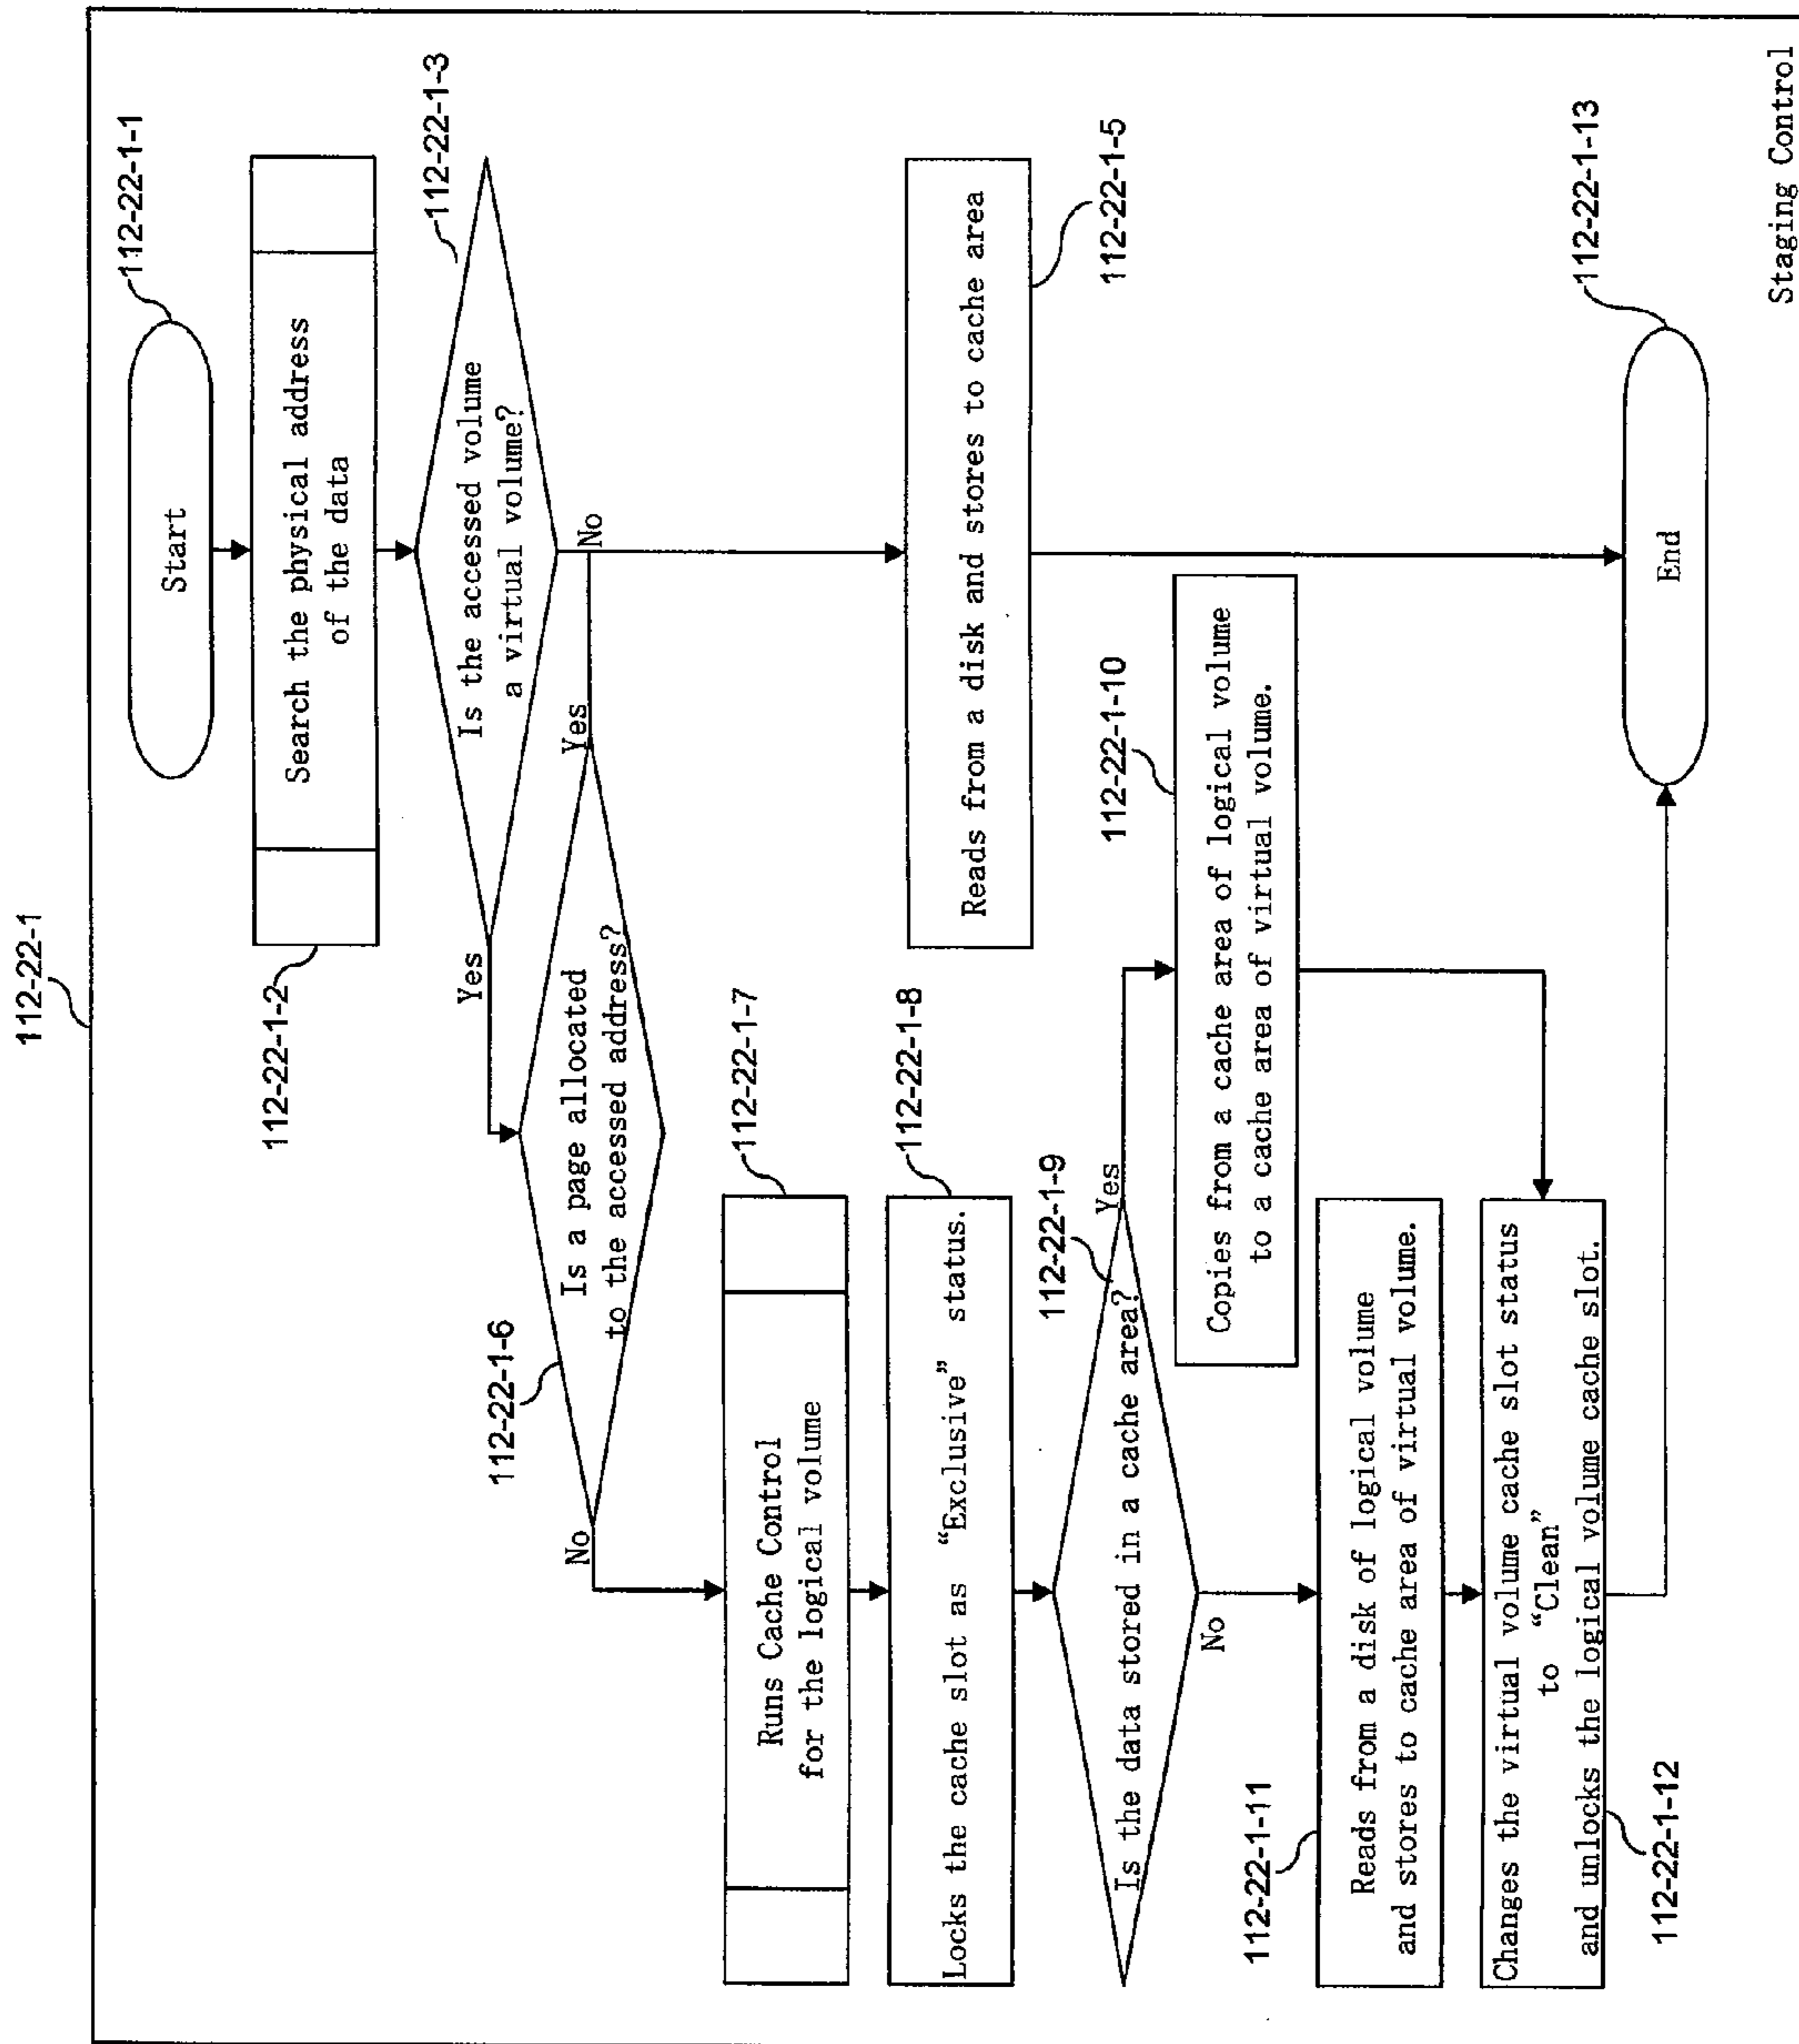 112-22-1
Start
112-22-1-1
Search the physical address
of the data
112-22-1-2
Is the accessed volume
a virtual volume?
112-22-1-3
Yes
No
Is a page allocated
to the accessed address?
112-22-1-6
Yes
No
Runs Cache Control
for the logical volume
112-22-1-7
Locks the cache slot as “Exclusive” status.
112-22-1-8
Reads from a disk and stores to cache area
112-22-1-5
Is the data stored in a cache area?
112-22-1-9
Yes
No
Copies from a cache area of logical volume
to a cache area of virtual volume.
112-22-1-10
Reads from a disk of logical volume
and stores to cache area of virtual volume.
112-22-1-11
Changes the virtual volume cache slot status
to “Clean”
and unlocks the logical volume cache slot.
112-22-1-12
End
112-22-1-13
Staging Control